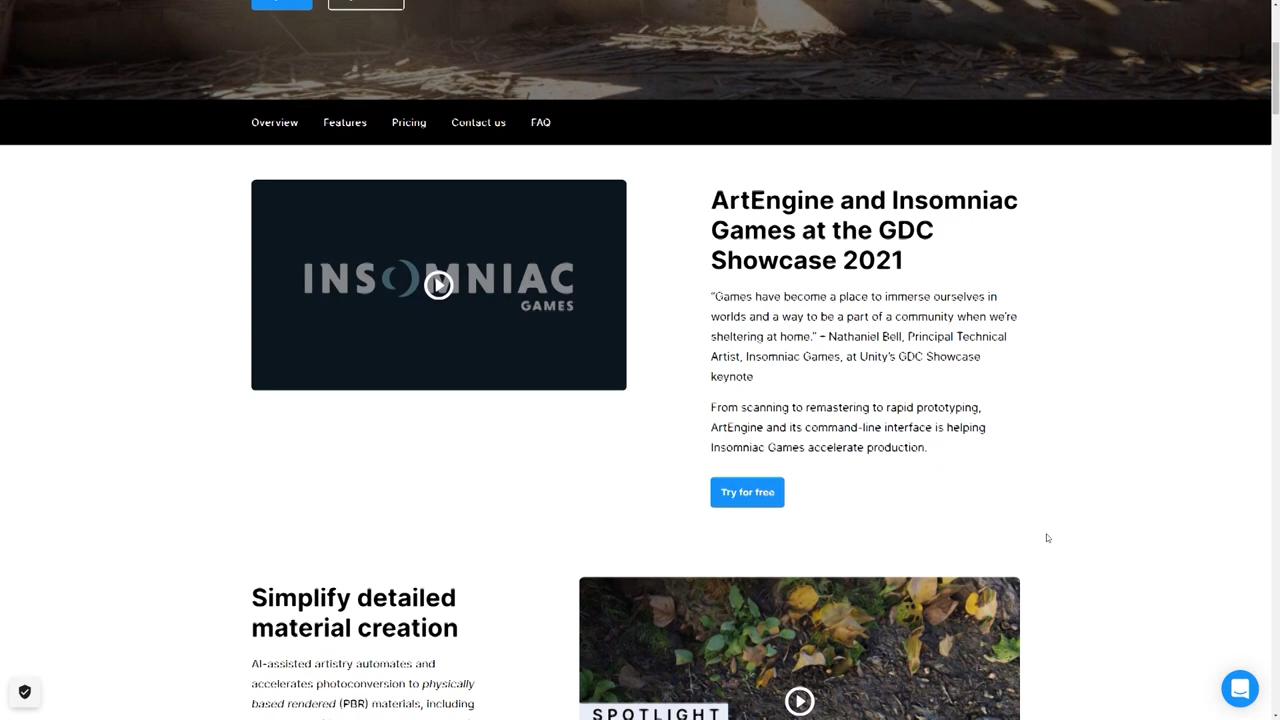 Overview Features Pricing Contact us FAQ
INSOMNIAC
GAMES
ArtEngine and Insomniac
Games at the GDC
Showcase 2021
“Games have become a place to immerse ourselves in
worlds and a way to be a part of a community when we’re
sheltering at home.” – Nathaniel Bell, Principal Technical
Artist, Insomniac Games, at Unity’s GDC Showcase
keynote
From scanning to remastering to rapid prototyping,
ArtEngine and its command-line interface is helping
Insomniac Games accelerate production.
Try for free
Simplify detailed
material creation
AI-assisted artistry automates and
accelerates photoconversion to physically
based rendered (PBR) materials, including
SPOTLIGHT